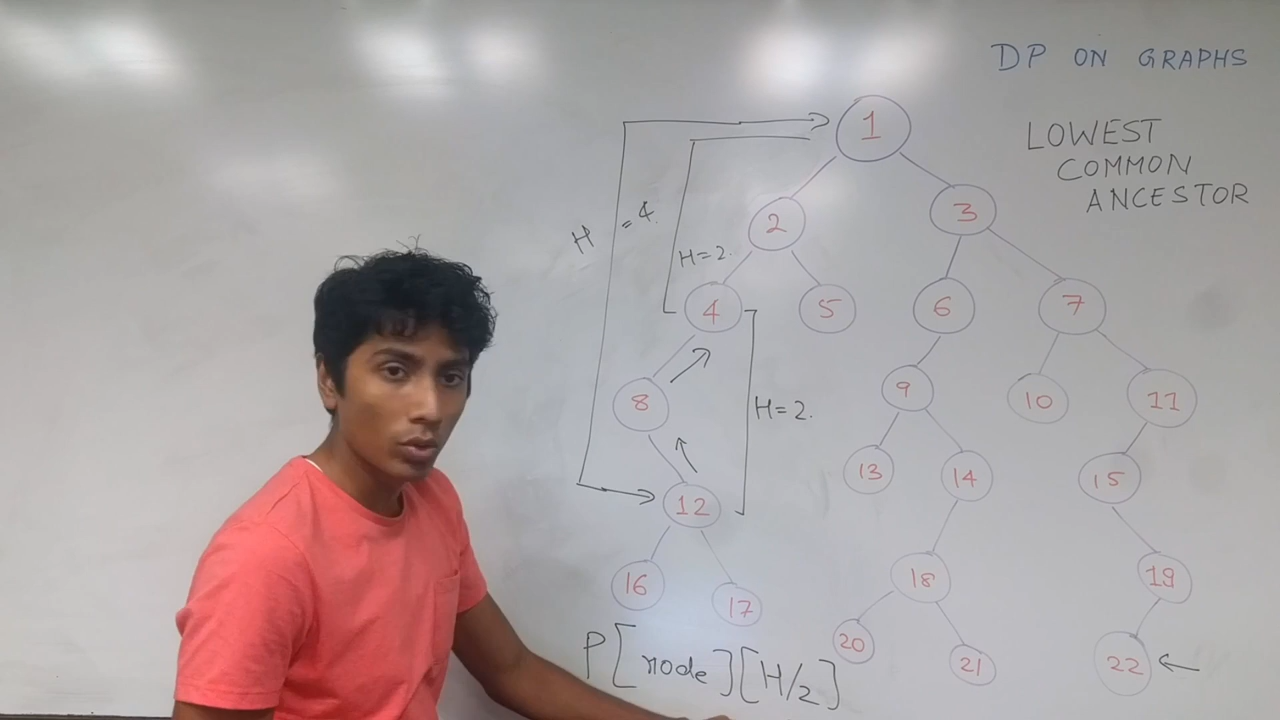 DP ON GRAPHS
LOWEST
COMMON
ANCESTOR
1
2
3
H = 4.
H=2.
4
5
6
7
8
H=2.
9
10
11
12
13
14
15
16
17
18
19
20
21
22
P[node][H/2]